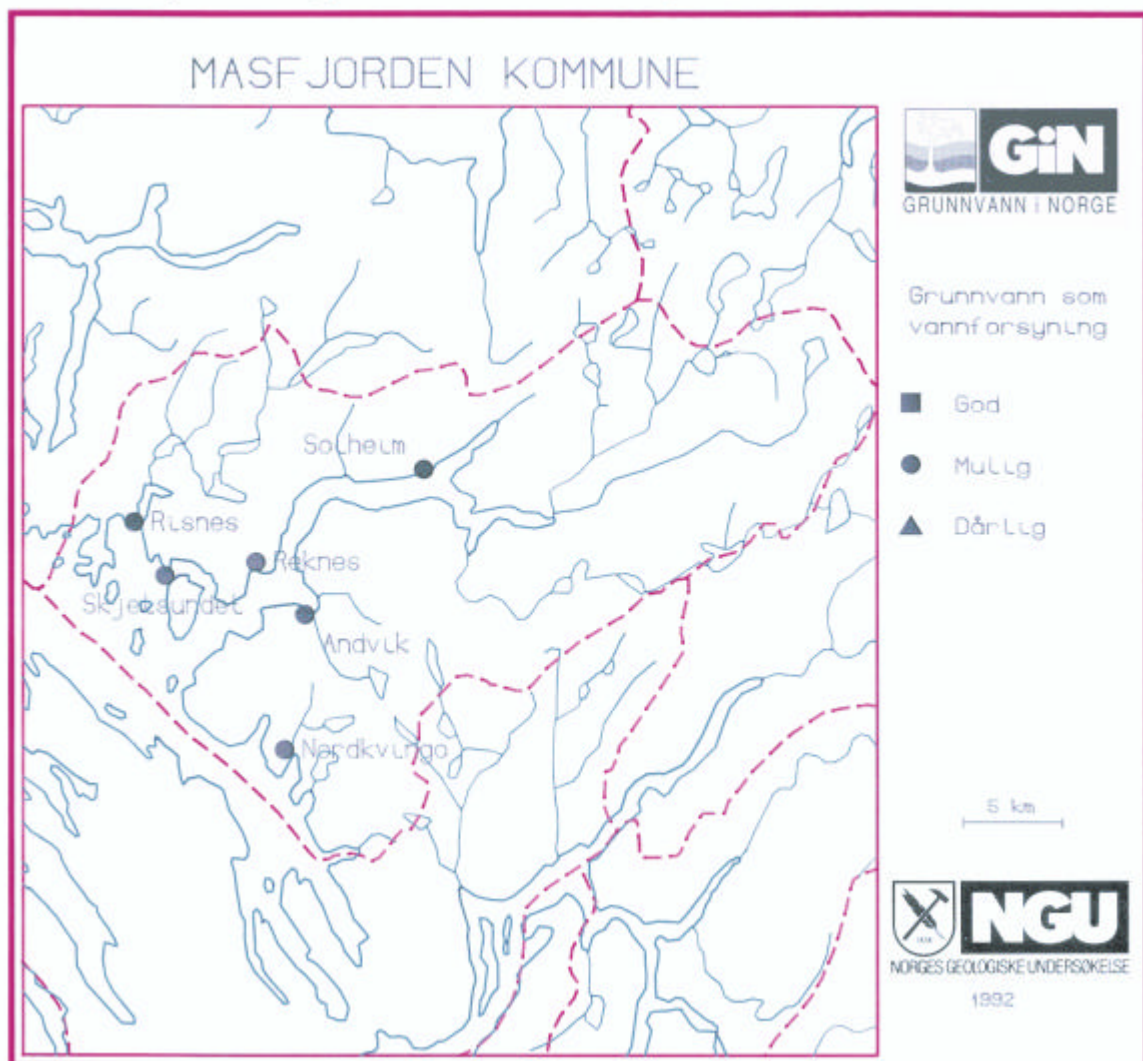 MASFJORDEN KOMMUNE
GiN
GRUNNVANN i NORGE
Grunnvann som
vannforsyning
God
Mulig
Dårlig
Solheim
Risnes
Reknes
Skjelsundet
Andvik
Nordkvingo
5 km
NGU
NORGES GEOLOGISKE UNDERSØKELSE
1992